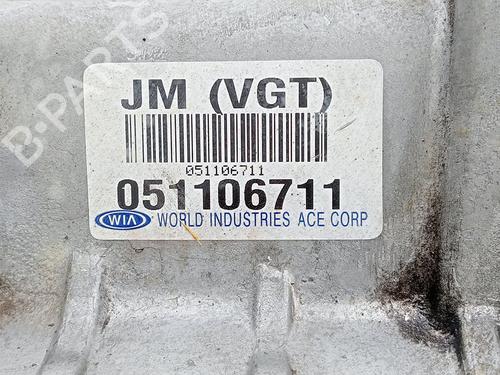 B-PARTS
JM (VGT)
051106711
051106711
WIA WORLD INDUSTRIES ACE CORP